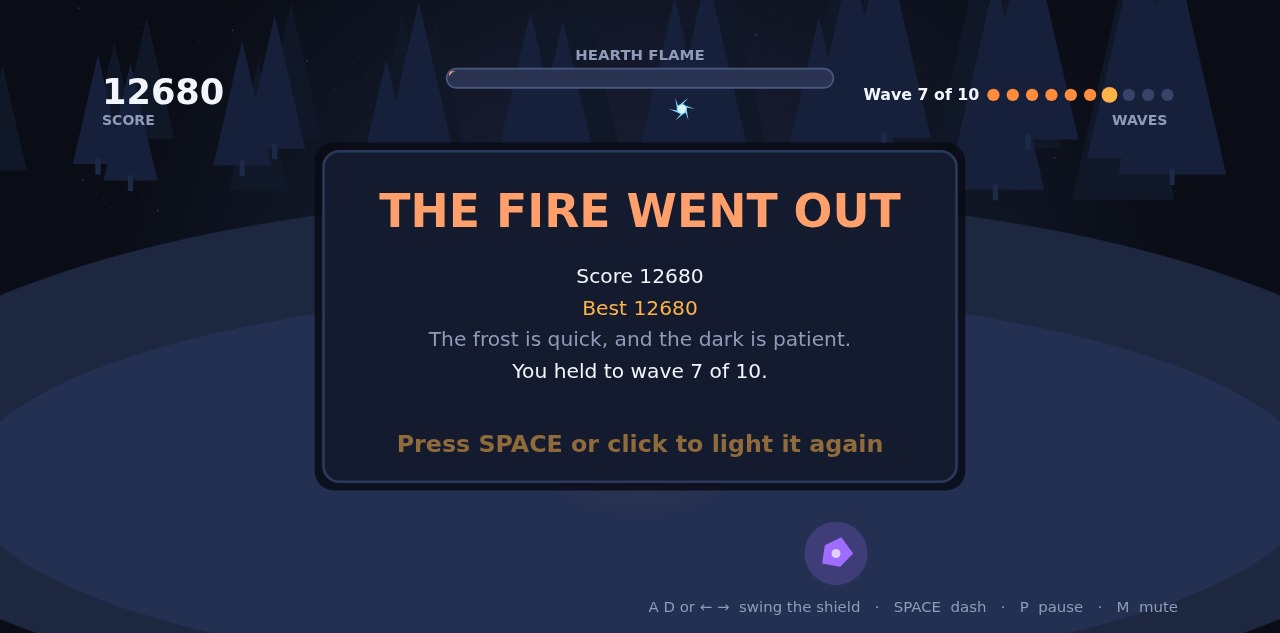 HEARTH FLAME
12680
SCORE
Wave 7 of 10
WAVES
THE FIRE WENT OUT
Score 12680
Best 12680
The frost is quick, and the dark is patient.
You held to wave 7 of 10.
Press SPACE or click to light it again
A D or ← → swing the shield · SPACE dash · P pause · M mute